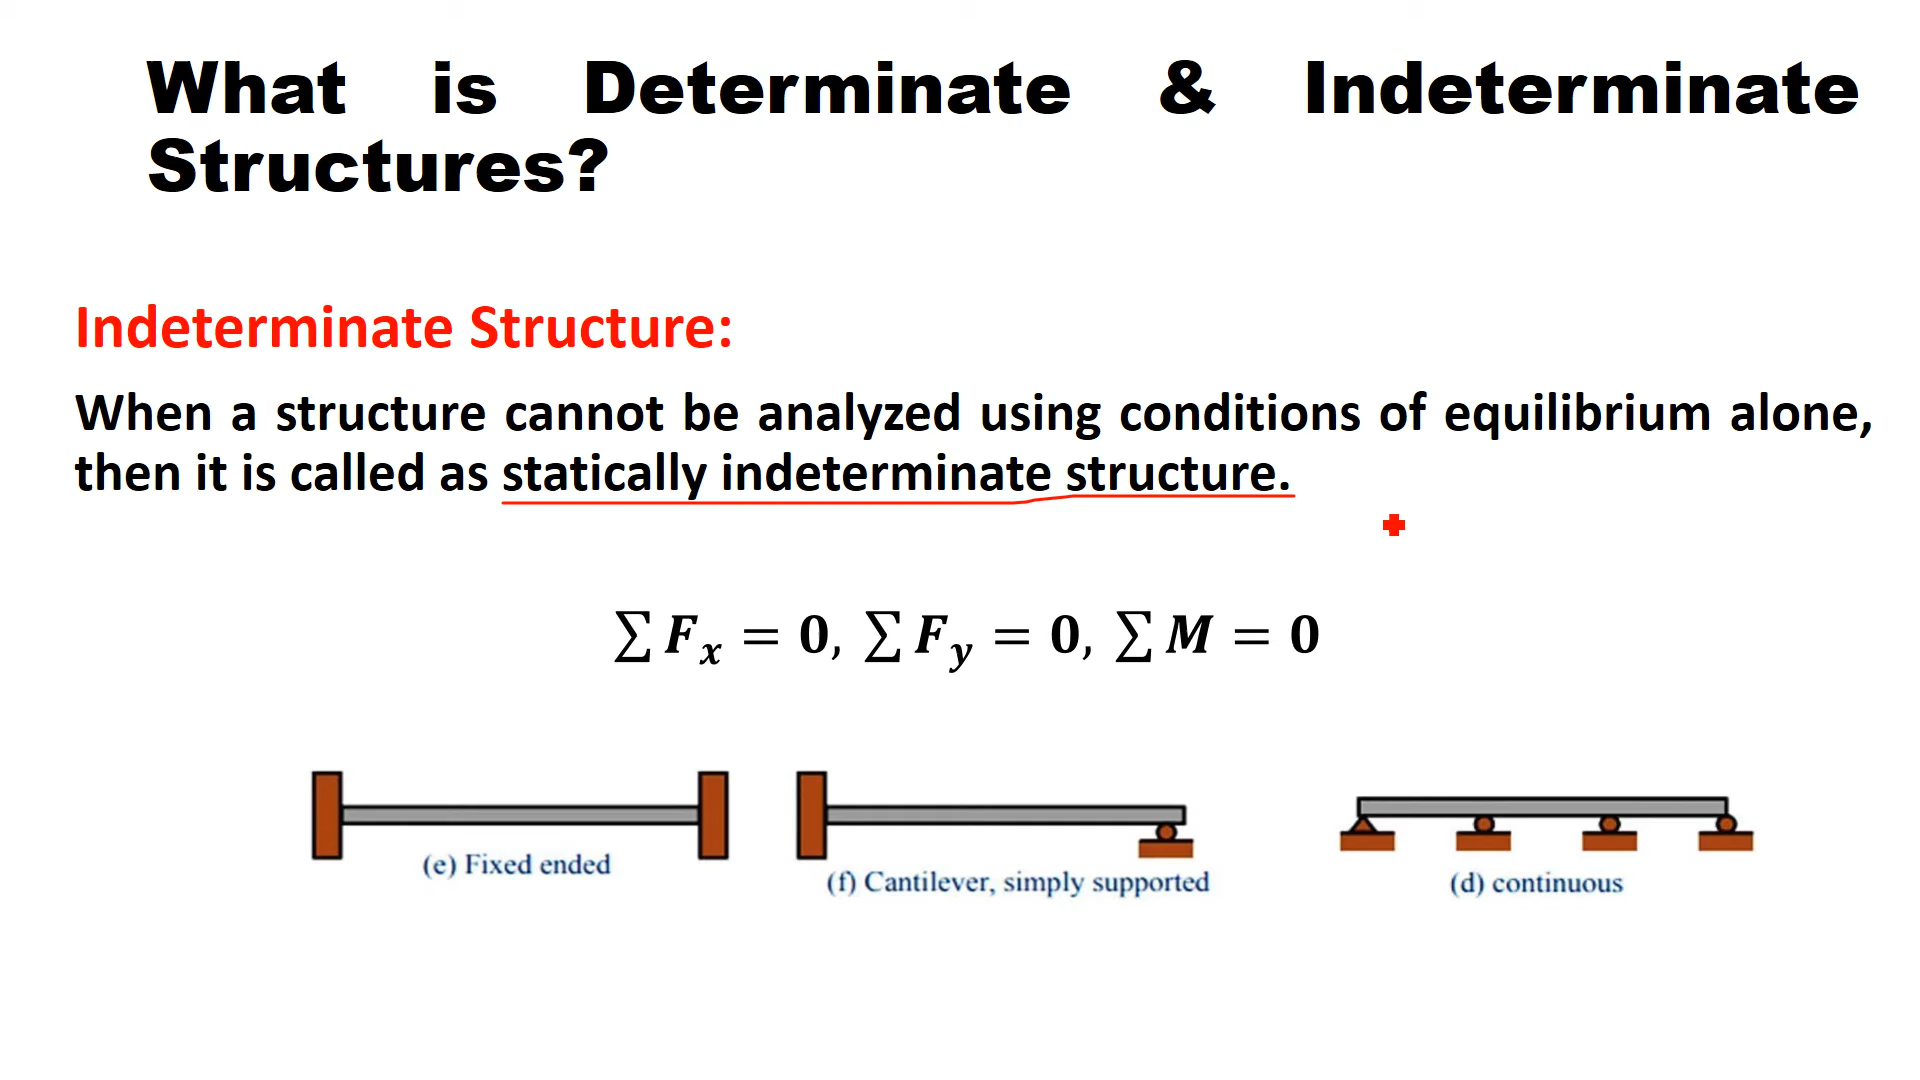 What is Determinate & Indeterminate
Structures?
Indeterminate Structure:
When a structure cannot be analyzed using conditions of equilibrium alone,
then it is called as statically indeterminate structure.
∑ Fₓ = 0, ∑ F_y = 0, ∑ M = 0
(e) Fixed ended
(f) Cantilever, simply supported
(d) continuous